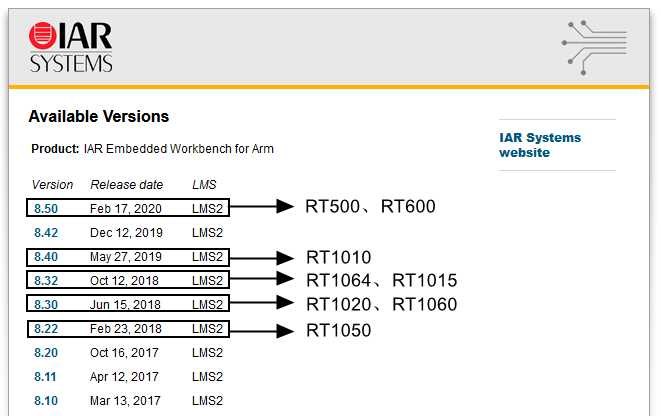 IAR
SYSTEMS
Available Versions
Product: IAR Embedded Workbench for Arm
IAR Systems
website
Version Release date LMS
8.50 Feb 17, 2020 LMS2 RT500、RT600
8.42 Dec 12, 2019 LMS2
8.40 May 27, 2019 LMS2 RT1010
8.32 Oct 12, 2018 LMS2 RT1064、RT1015
8.30 Jun 15, 2018 LMS2 RT1020、RT1060
8.22 Feb 23, 2018 LMS2 RT1050
8.20 Oct 16, 2017 LMS2
8.11 Apr 12, 2017 LMS2
8.10 Mar 13, 2017 LMS2